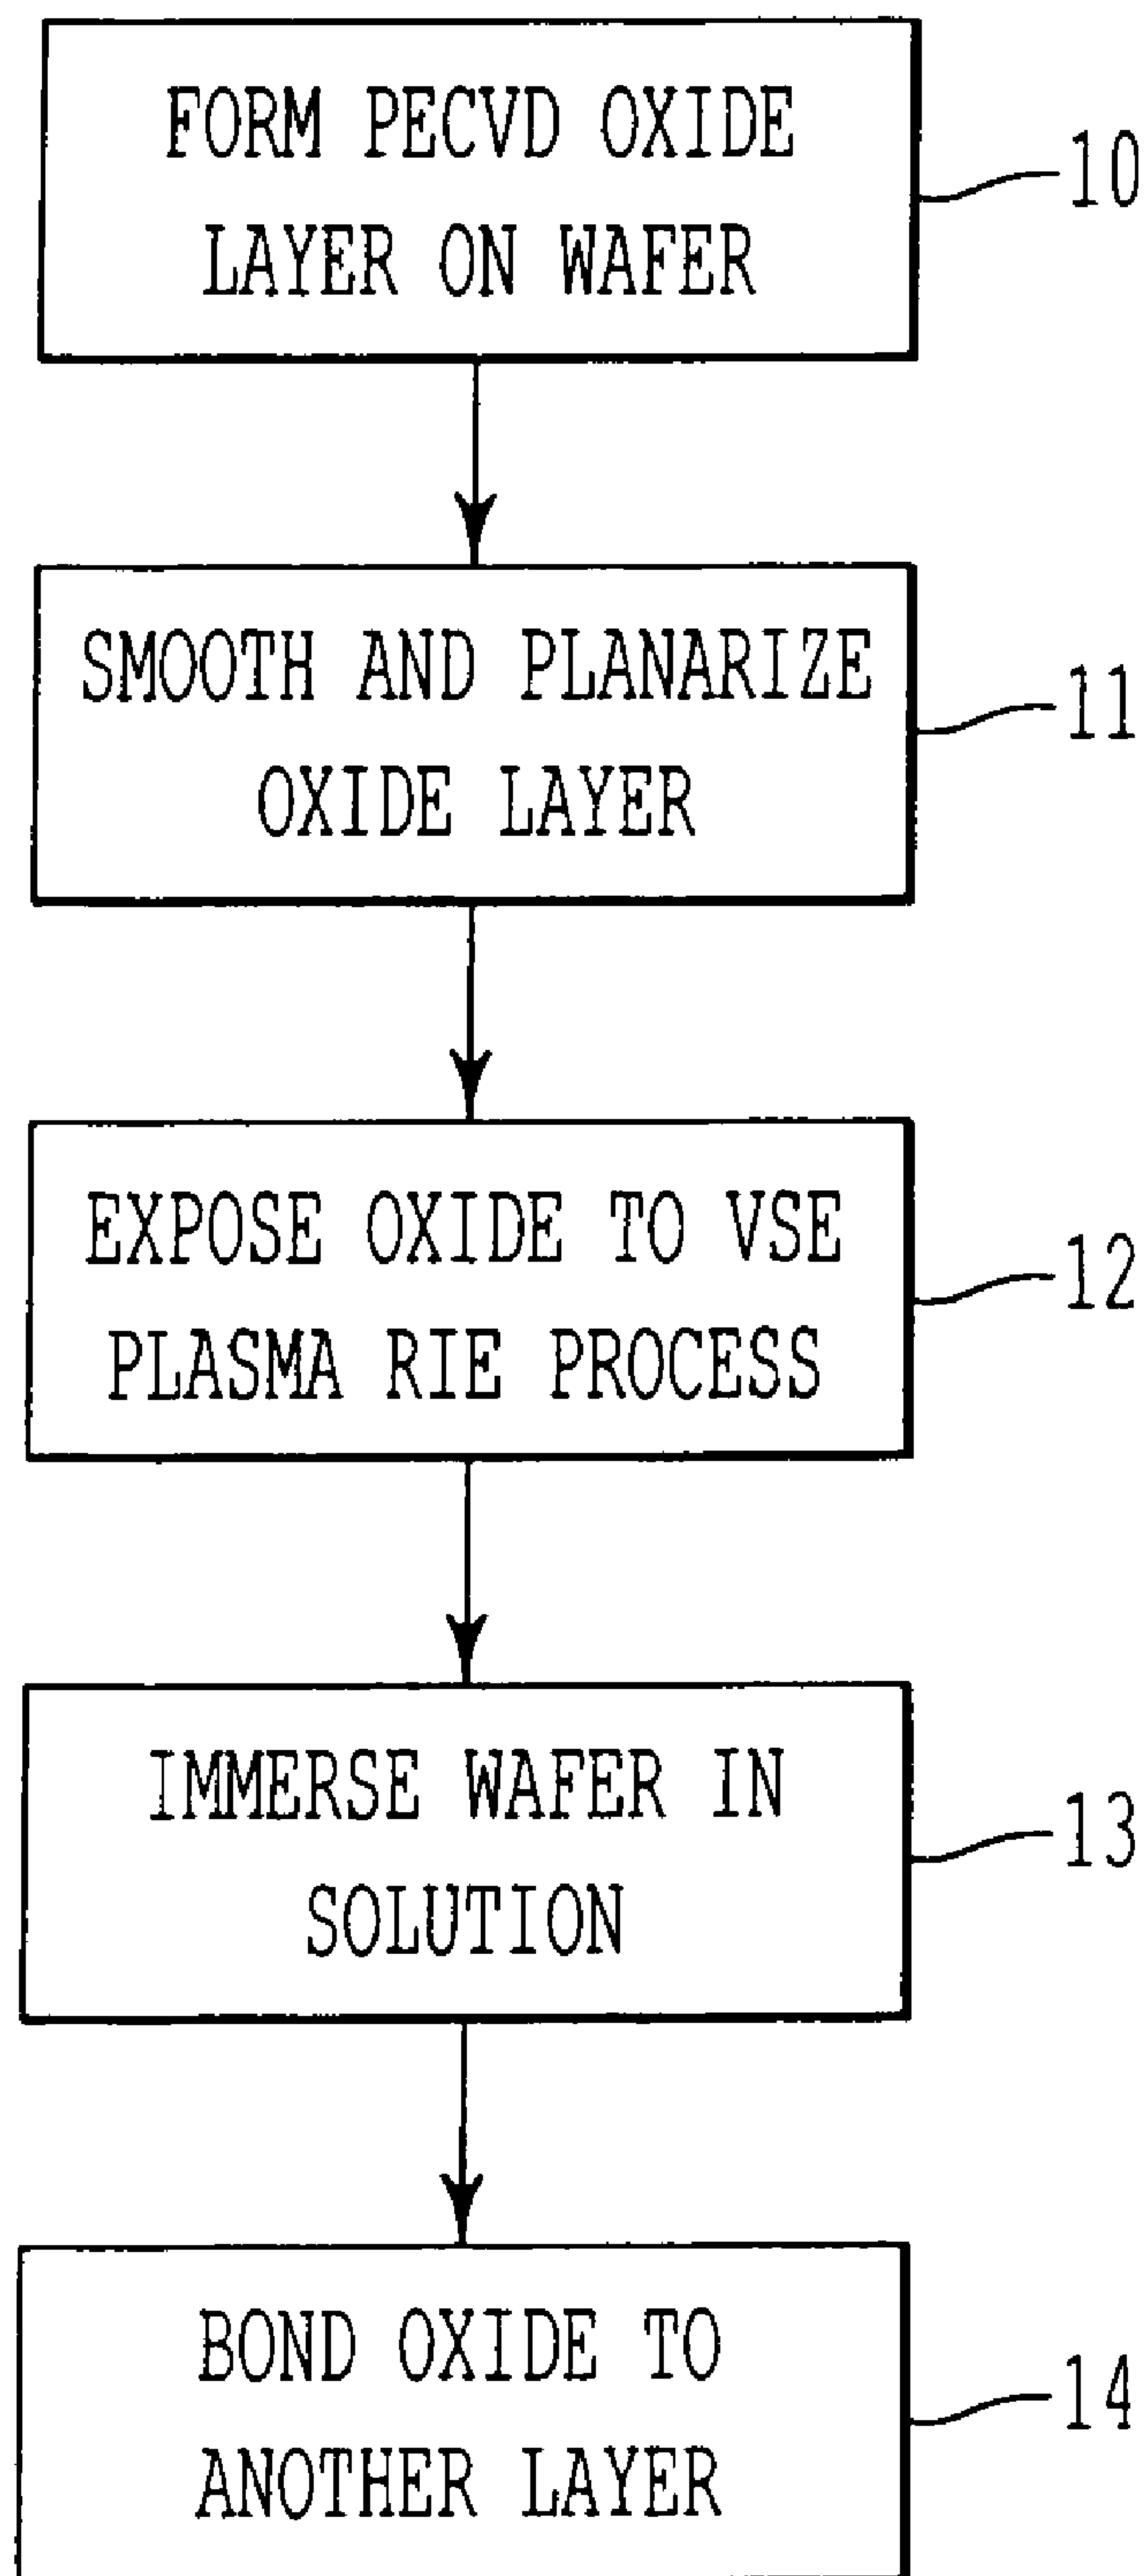 FORM PECVD OXIDE
LAYER ON WAFER
10
SMOOTH AND PLANARIZE
OXIDE LAYER
11
EXPOSE OXIDE TO VSE
PLASMA RIE PROCESS
12
IMMERSE WAFER IN
SOLUTION
13
BOND OXIDE TO
ANOTHER LAYER
14